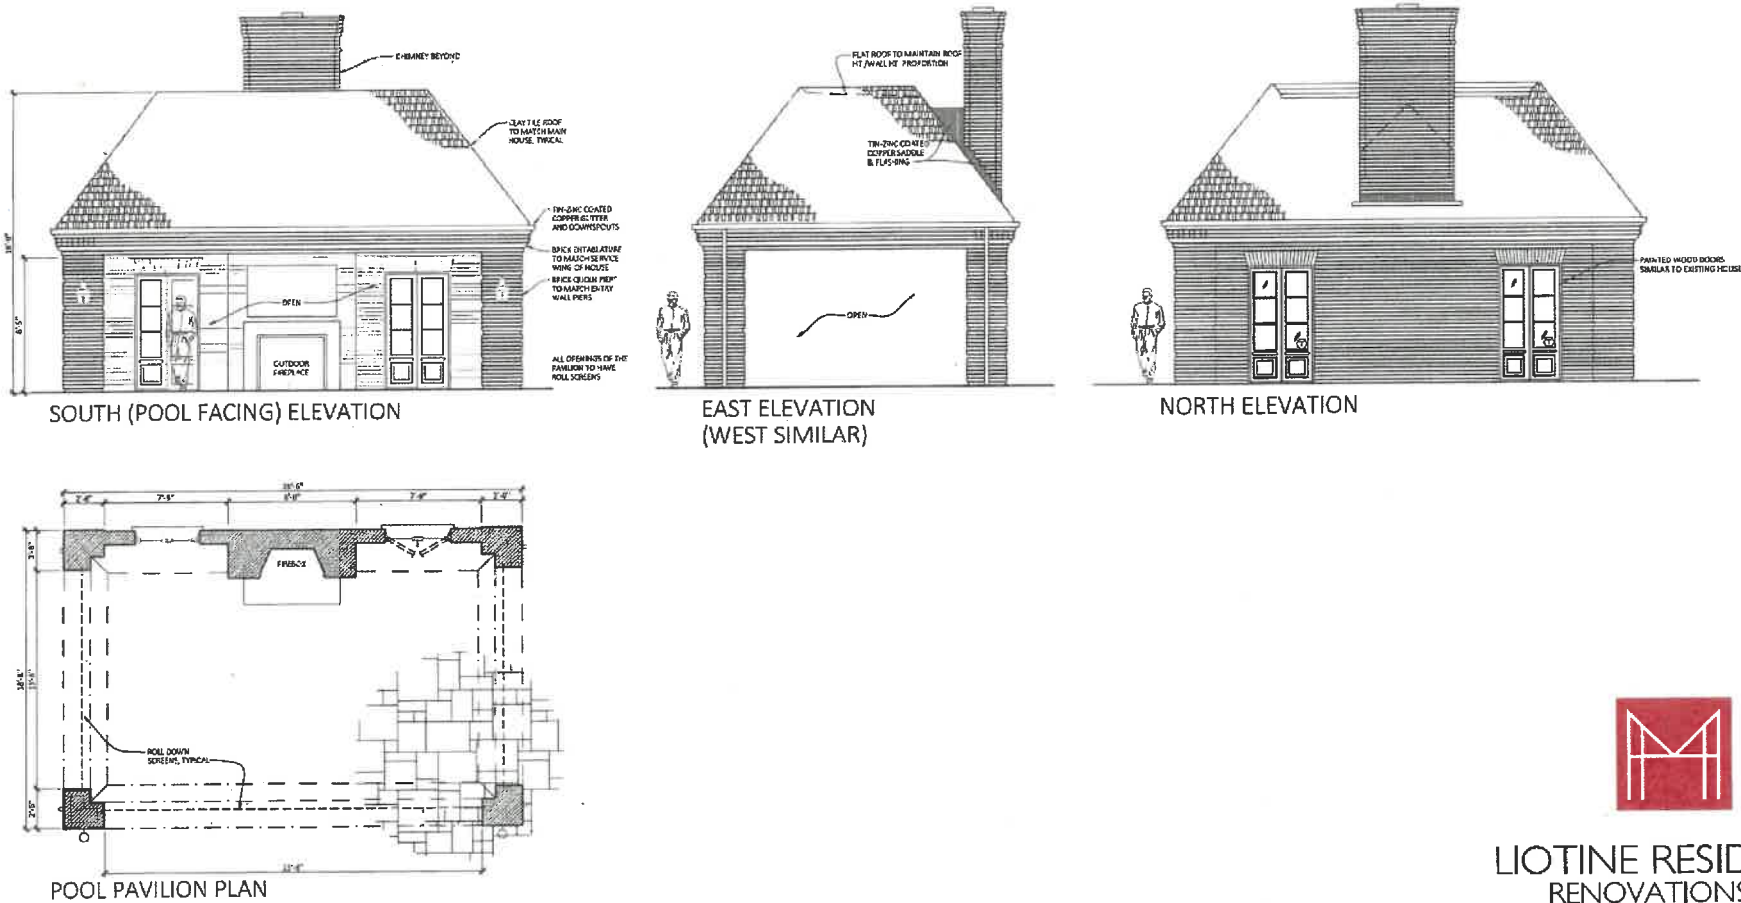 CHIMNEY BEYOND
CLAY TILE ROOF
TO MATCH MAIN
HOUSE, TYPICAL
TIN-ZINC COATED
COPPER GUTTER
AND DOWNSPOUTS
BRICK ENTABLATURE
TO MATCH SERVICE
WING OF HOUSE
BRICK QUOIN PIER
TO MATCH ENTRY
WALL PIERS
OPEN
OUTDOOR
FIREPLACE
ALL OPENINGS OF THE
PAVILION TO HAVE
ROLL SCREENS
SOUTH (POOL FACING) ELEVATION
FLAT ROOF TO MAINTAIN ROOF
HT/WALL HT PROPORTION
TIN-ZINC COATED
COPPER SADDLE
& FLASHING
OPEN
EAST ELEVATION
(WEST SIMILAR)
PAINTED WOOD DOORS
SIMILAR TO EXISTING HOUSE
NORTH ELEVATION
FIREBOX
ROLL DOWN
SCREENS, TYPICAL
POOL PAVILION PLAN
LIOTINE RESID
RENOVATIONS